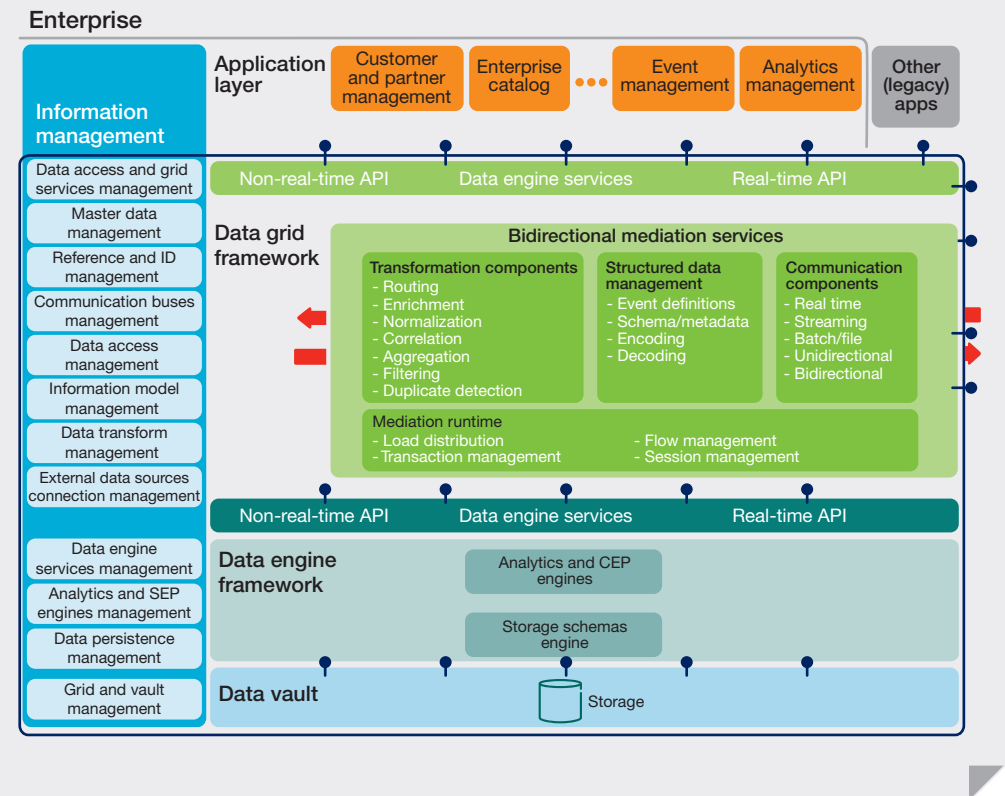 Enterprise
Information
management
Data access and grid
services management
Master data
management
Reference and ID
management
Communication buses
management
Data access
management
Information model
management
Data transform
management
External data sources
connection management
Data engine
services management
Analytics and SEP
engines management
Data persistence
management
Grid and vault
management
Application
layer
Customer
and partner
management
Enterprise
catalog
Event
management
Analytics
management
Other
(legacy)
apps
Non-real-time API
Data engine services
Real-time API
Data grid
framework
Bidirectional mediation services
Transformation components
- Routing
- Enrichment
- Normalization
- Correlation
- Aggregation
- Filtering
- Duplicate detection
Structured data
management
- Event definitions
- Schema/metadata
- Encoding
- Decoding
Communication
components
- Real time
- Streaming
- Batch/file
- Unidirectional
- Bidirectional
Mediation runtime
- Load distribution
- Transaction management
- Flow management
- Session management
Non-real-time API
Data engine services
Real-time API
Data engine
framework
Analytics and CEP
engines
Storage schemas
engine
Data vault
Storage